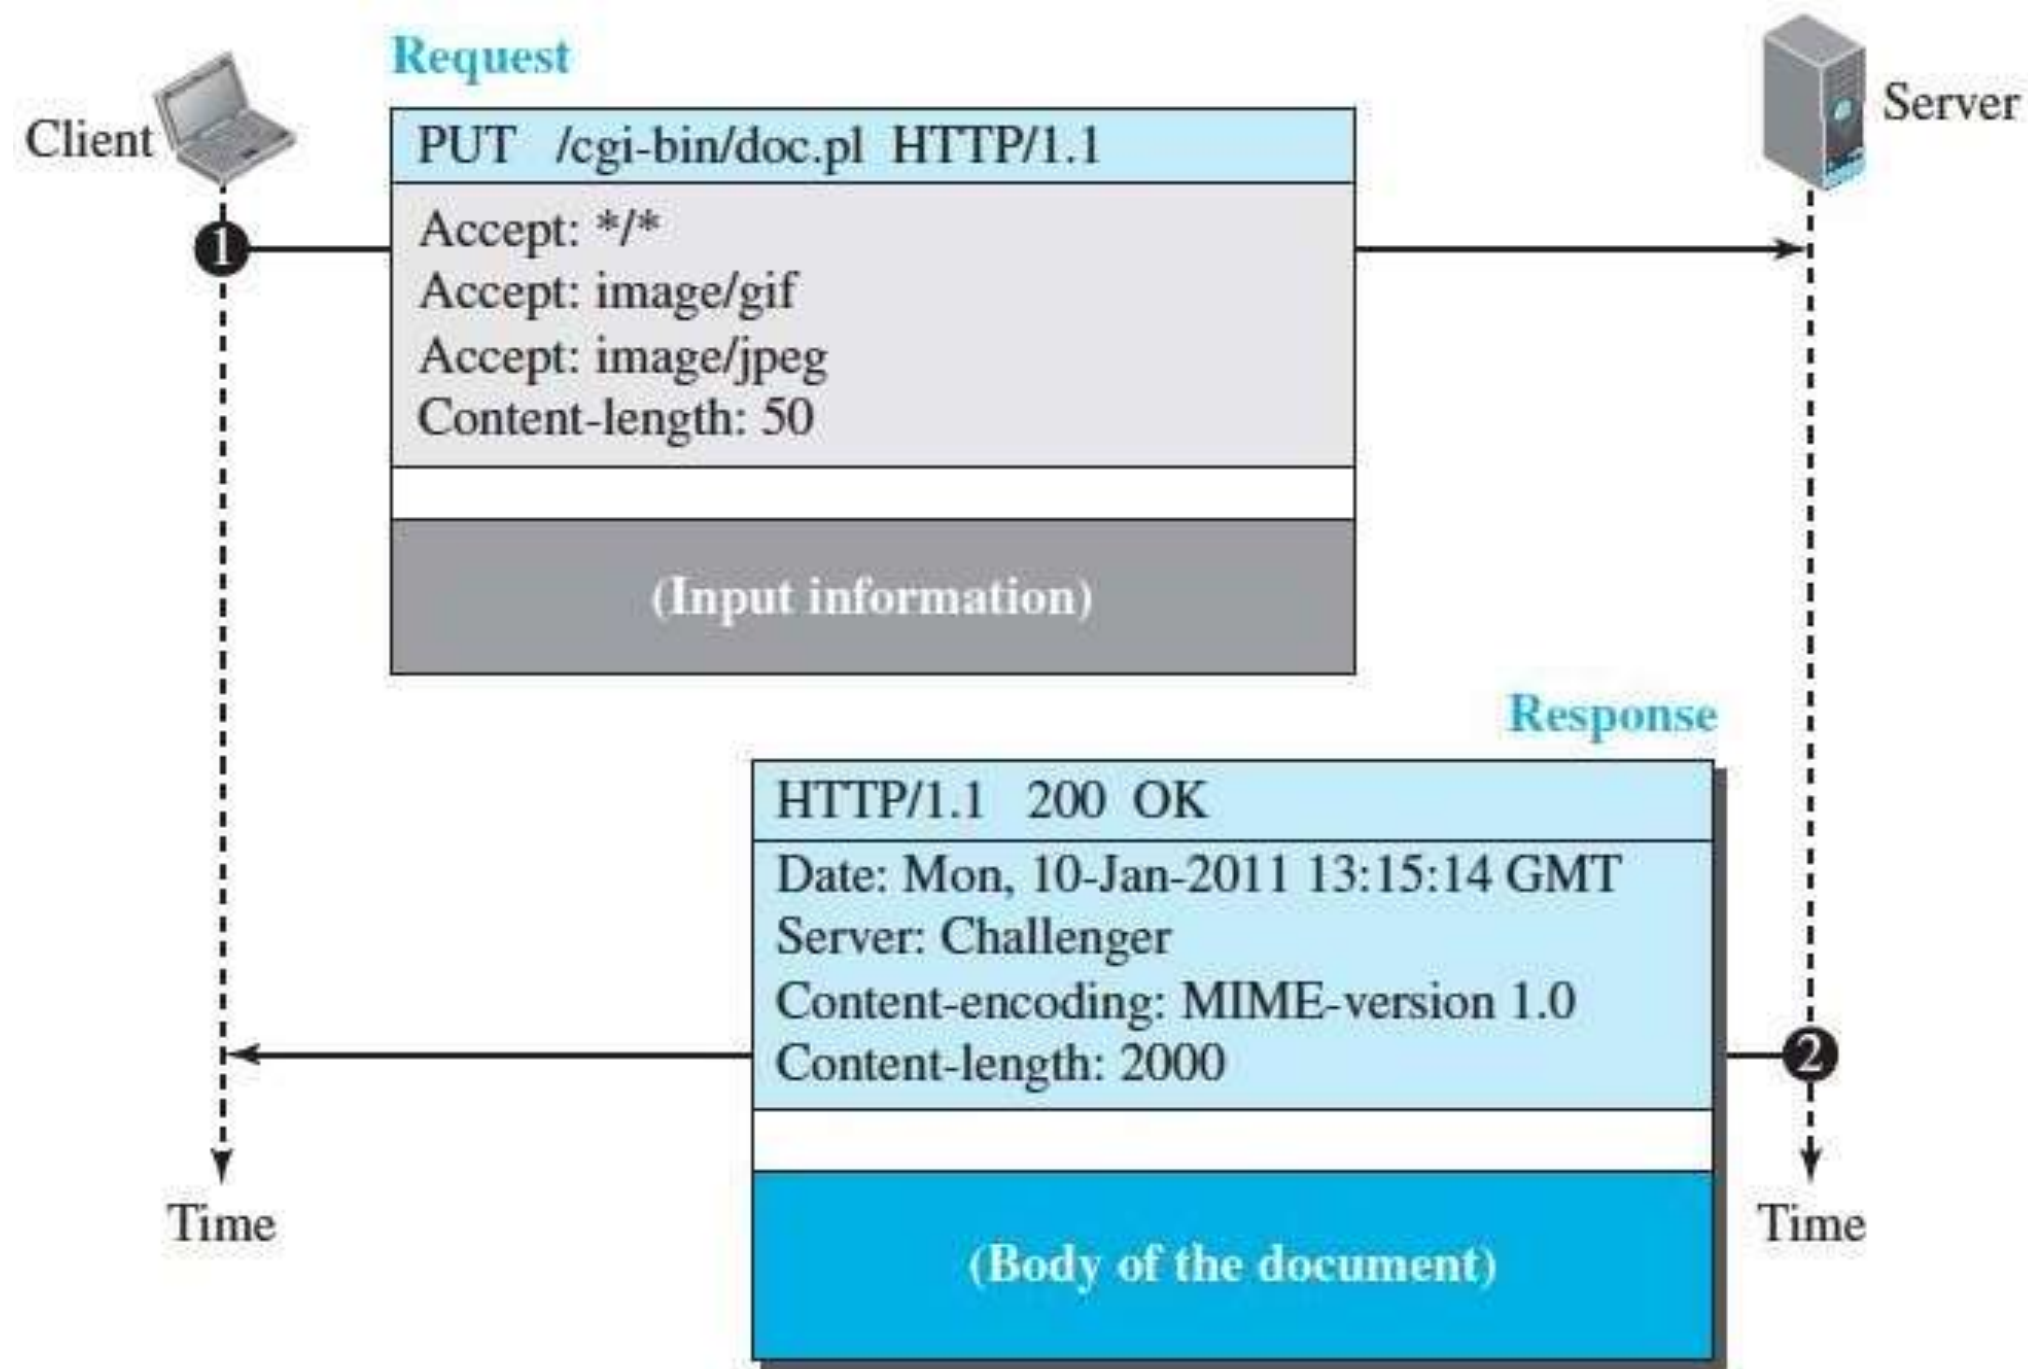 Request
Client
Server
PUT /cgi-bin/doc.pl HTTP/1.1
1
Accept: */*
Accept: image/gif
Accept: image/jpeg
Content-length: 50
(Input information)
Response
HTTP/1.1 200 OK
Date: Mon, 10-Jan-2011 13:15:14 GMT
Server: Challenger
Content-encoding: MIME-version 1.0
Content-length: 2000
2
(Body of the document)
Time
Time